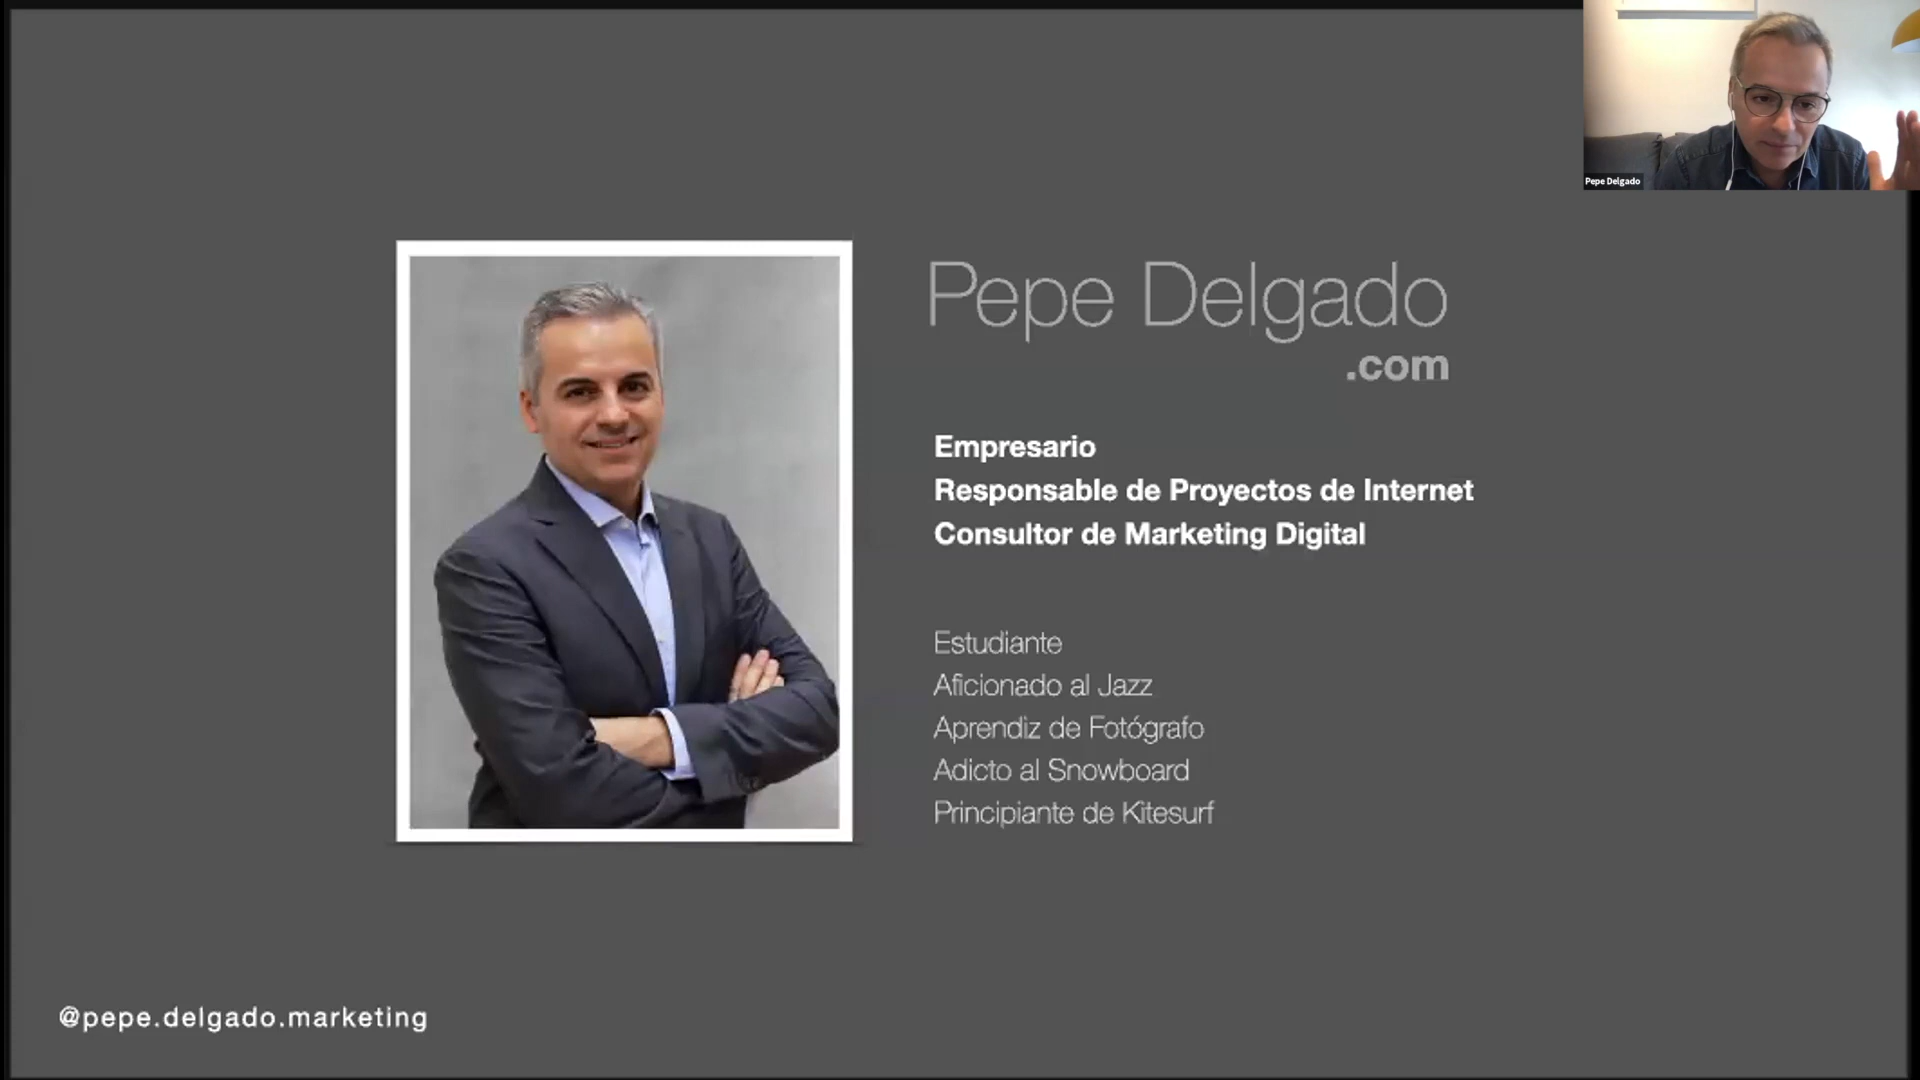 Pepe Delgado
Pepe Delgado
.com
Empresario
Responsable de Proyectos de Internet
Consultor de Marketing Digital
Estudiante
Aficionado al Jazz
Aprendiz de Fotógrafo
Adicto al Snowboard
Principiante de Kitesurf
@pepe.delgado.marketing